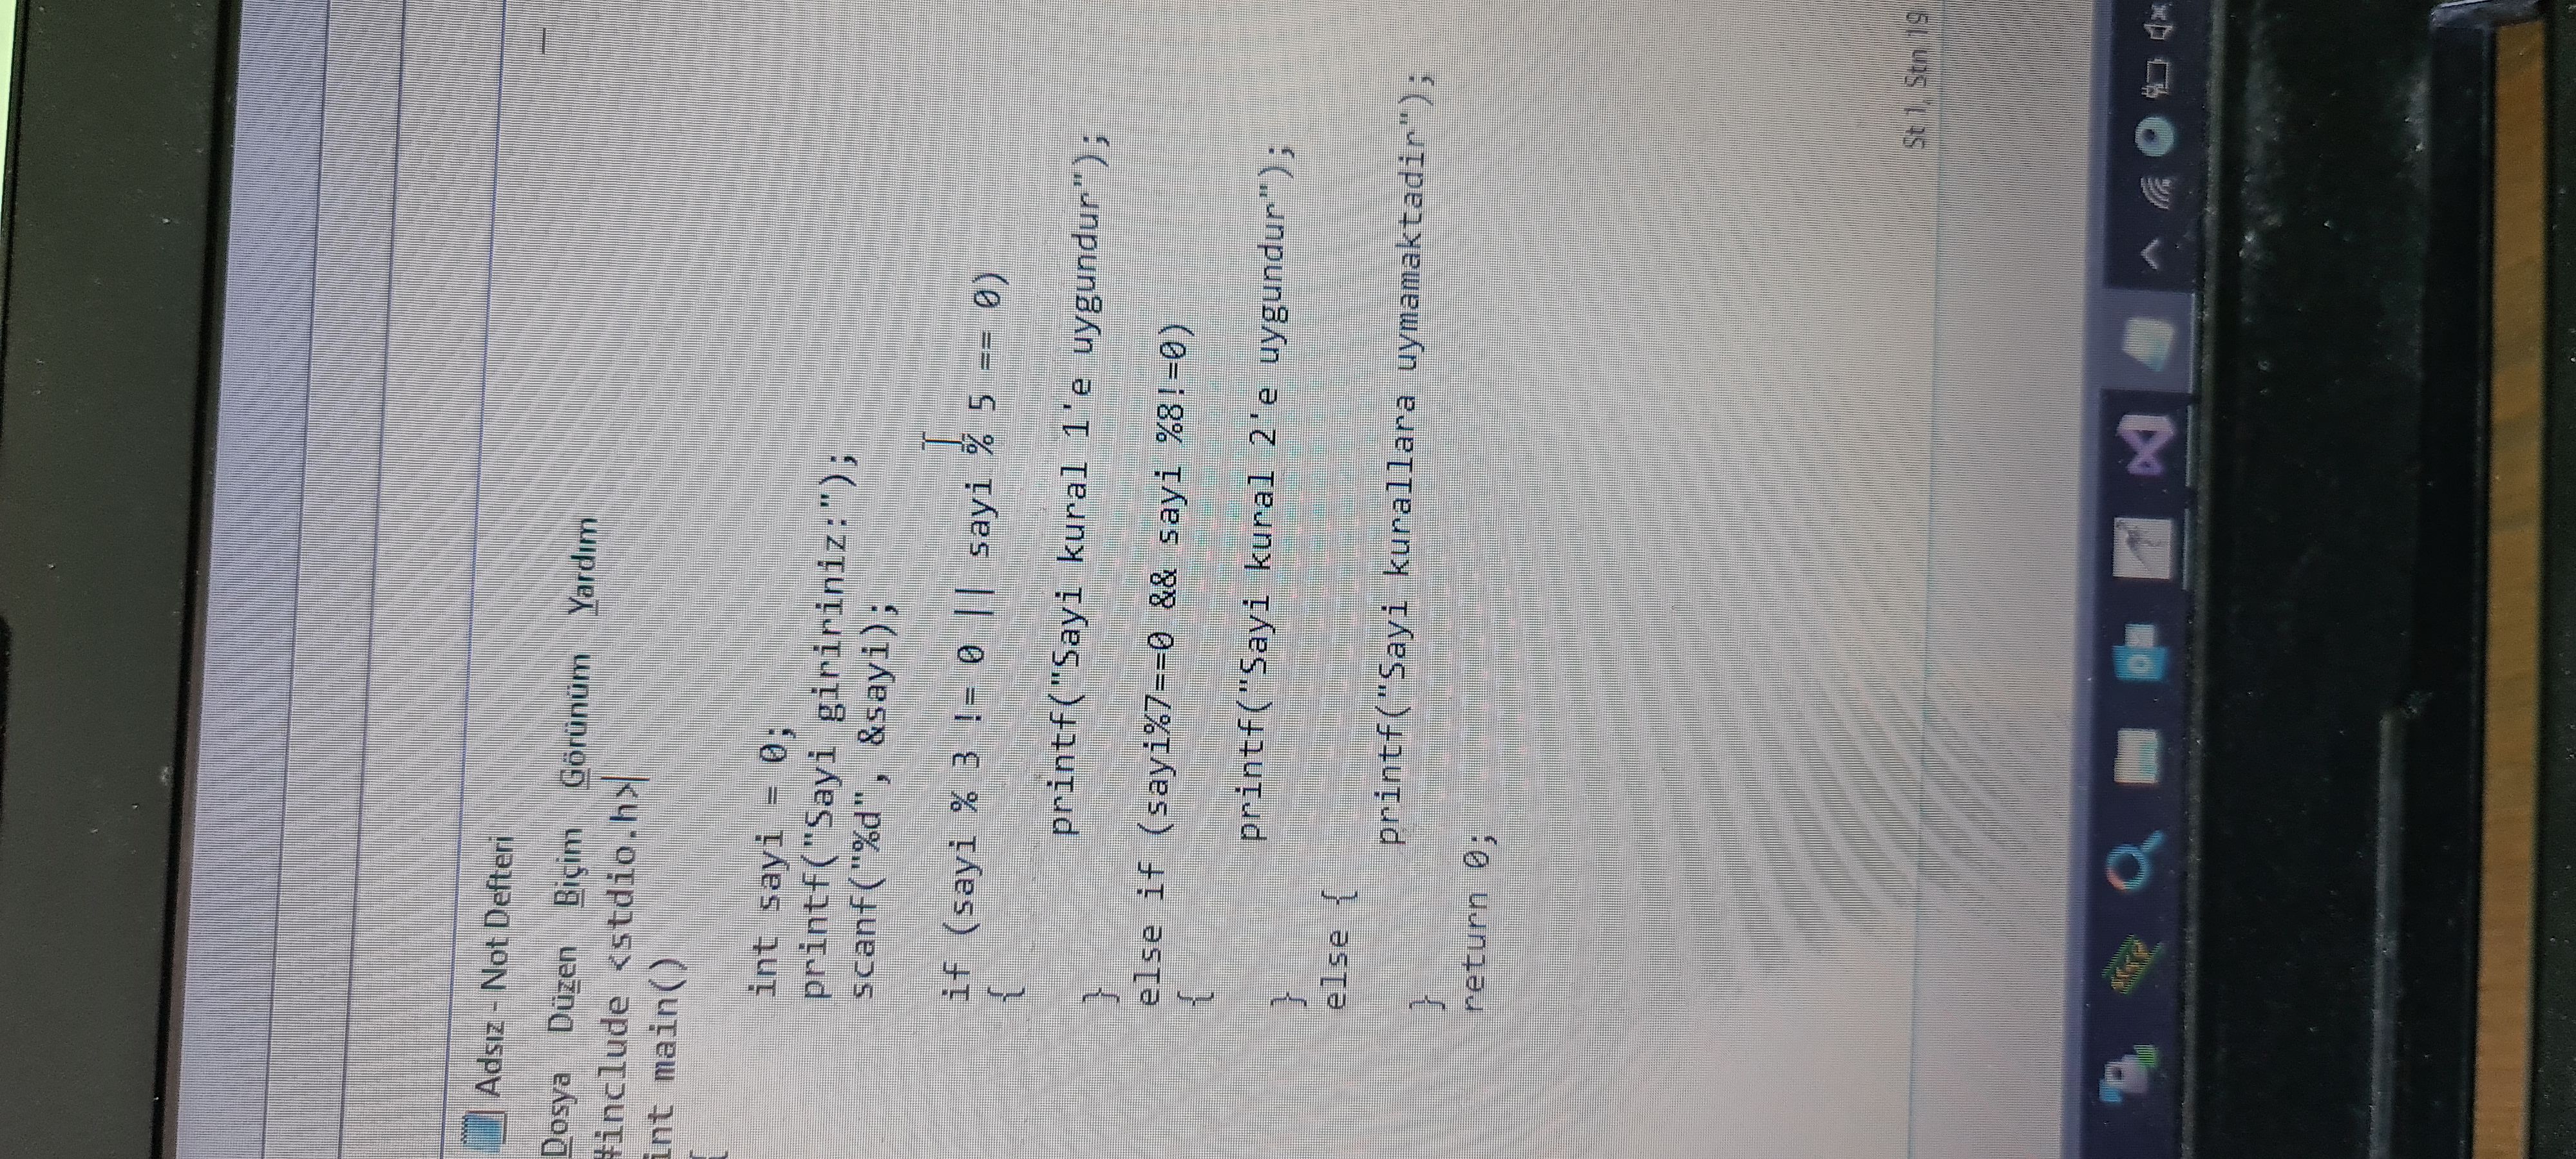 Adsız - Not Defteri
Dosya Düzen Biçim Görünüm Yardım
#include <stdio.h>
int main()
{
int sayi = 0;
printf("Sayi giririniz:");
scanf("%d", &sayi);
if (sayi % 3 != 0 || sayi % 5 == 0)
{
printf("Sayi kural 1'e uygundur");
}
else if (sayi%7==0 && sayi %8!=0)
{
printf("Sayi kural 2'e uygundur");
}
else {
printf("Sayi kurallara uymamaktadir");
}
return 0;
St 1, Stn 19